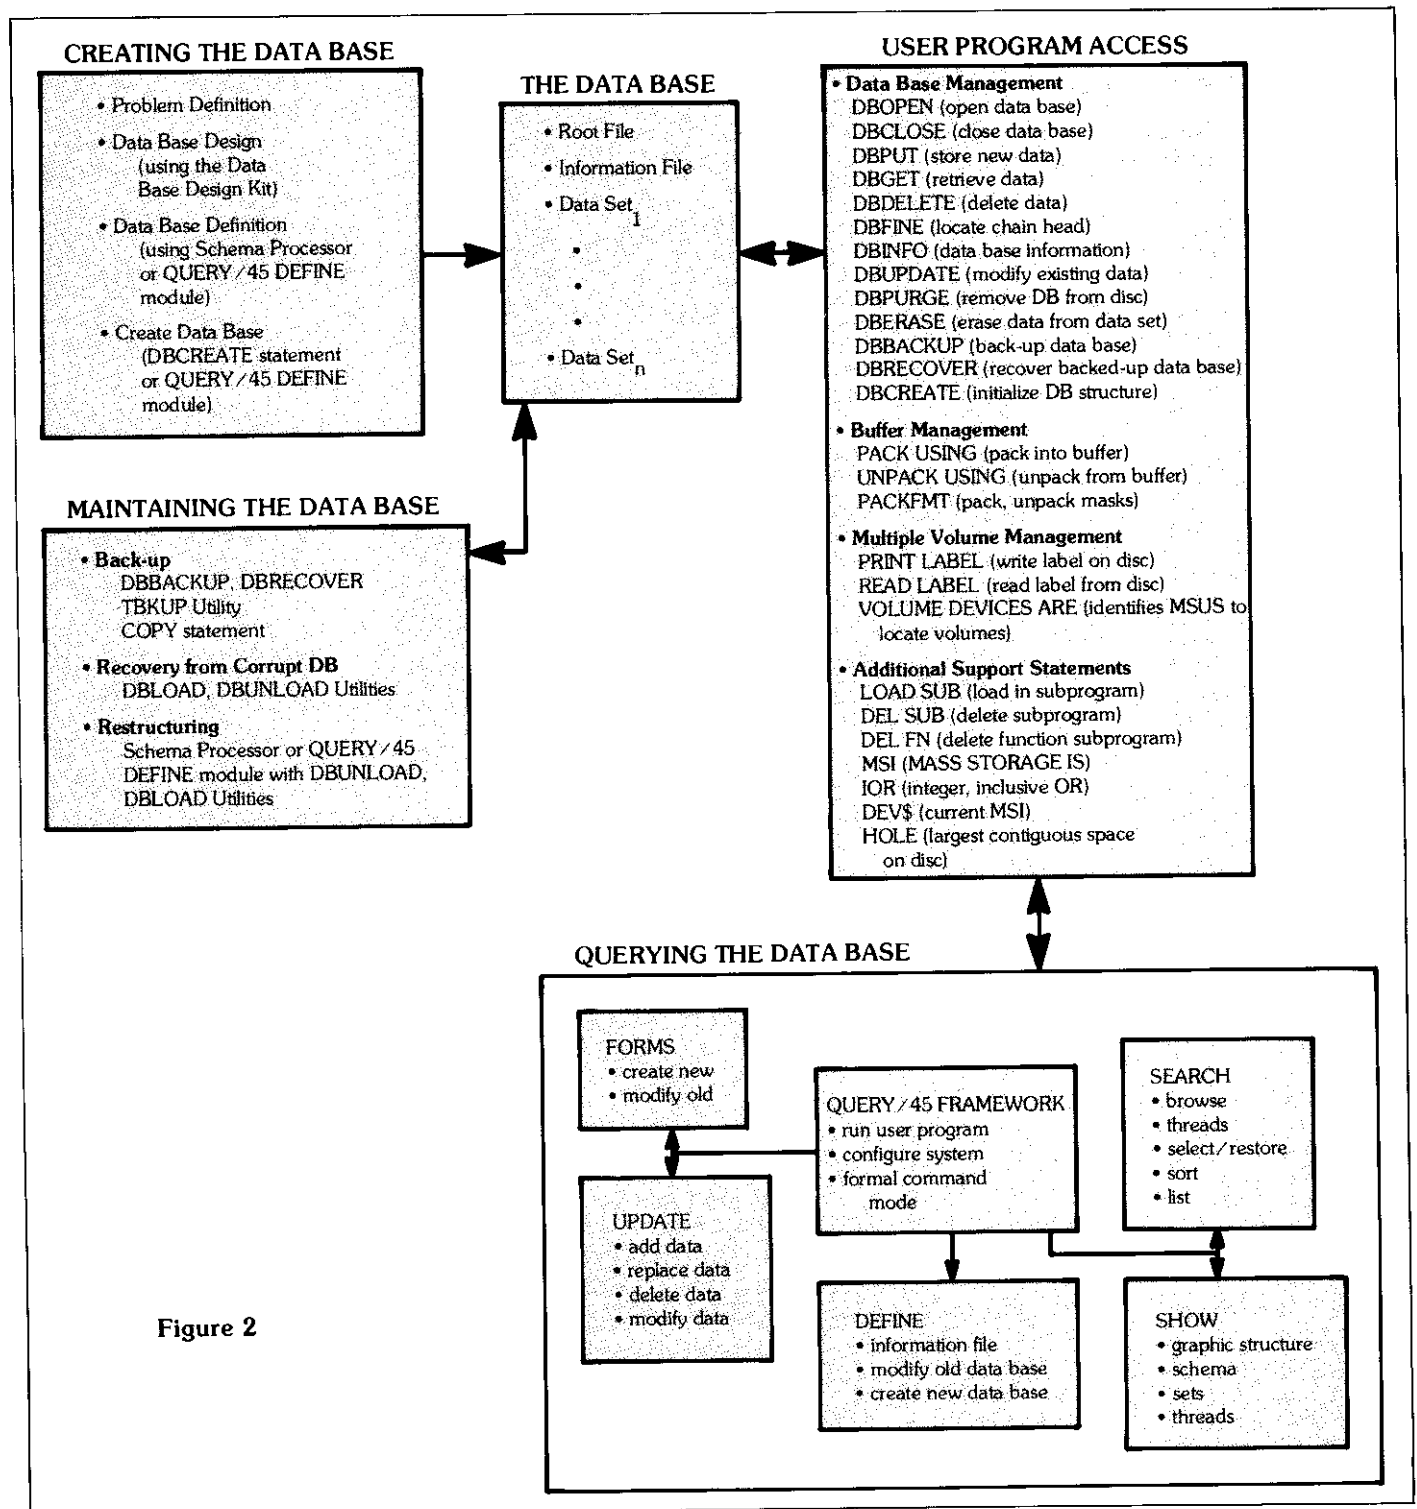 CREATING THE DATA BASE
• Problem Definition
• Data Base Design
(using the Data
Base Design Kit)
• Data Base Definition
(using Schema Processor
or QUERY/45 DEFINE
module)
• Create Data Base
(DBCREATE statement
or QUERY/45 DEFINE
module)
THE DATA BASE
• Root File
• Information File
• Data Set1
•
•
•
• Data Setn
USER PROGRAM ACCESS
• Data Base Management
DBOPEN (open data base)
DBCLOSE (close data base)
DBPUT (store new data)
DBGET (retrieve data)
DBDELETE (delete data)
DBFINE (locate chain head)
DBINFO (data base information)
DBUPDATE (modify existing data)
DBPURGE (remove DB from disc)
DBERASE (erase data from data set)
DBBACKUP (back-up data base)
DBRECOVER (recover backed-up data base)
DBCREATE (initialize DB structure)
• Buffer Management
PACK USING (pack into buffer)
UNPACK USING (unpack from buffer)
PACKFMT (pack, unpack masks)
• Multiple Volume Management
PRINT LABEL (write label on disc)
READ LABEL (read label from disc)
VOLUME DEVICES ARE (identifies MSUS to
locate volumes)
• Additional Support Statements
LOAD SUB (load in subprogram)
DEL SUB (delete subprogram)
DEL FN (delete function subprogram)
MSI (MASS STORAGE IS)
IOR (integer, inclusive OR)
DEV$ (current MSI)
HOLE (largest contiguous space
on disc)
MAINTAINING THE DATA BASE
• Back-up
DBBACKUP, DBRECOVER
TBKUP Utility
COPY statement
• Recovery from Corrupt DB
DBLOAD, DBUNLOAD Utilities
• Restructuring
Schema Processor or QUERY/45
DEFINE module with DBUNLOAD,
DBLOAD Utilities
QUERYING THE DATA BASE
FORMS
• create new
• modify old
UPDATE
• add data
• replace data
• delete data
• modify data
QUERY/45 FRAMEWORK
• run user program
• configure system
• formal command
mode
DEFINE
• information file
• modify old data base
• create new data base
SEARCH
• browse
• threads
• select/restore
• sort
• list
SHOW
• graphic structure
• schema
• sets
• threads
Figure 2